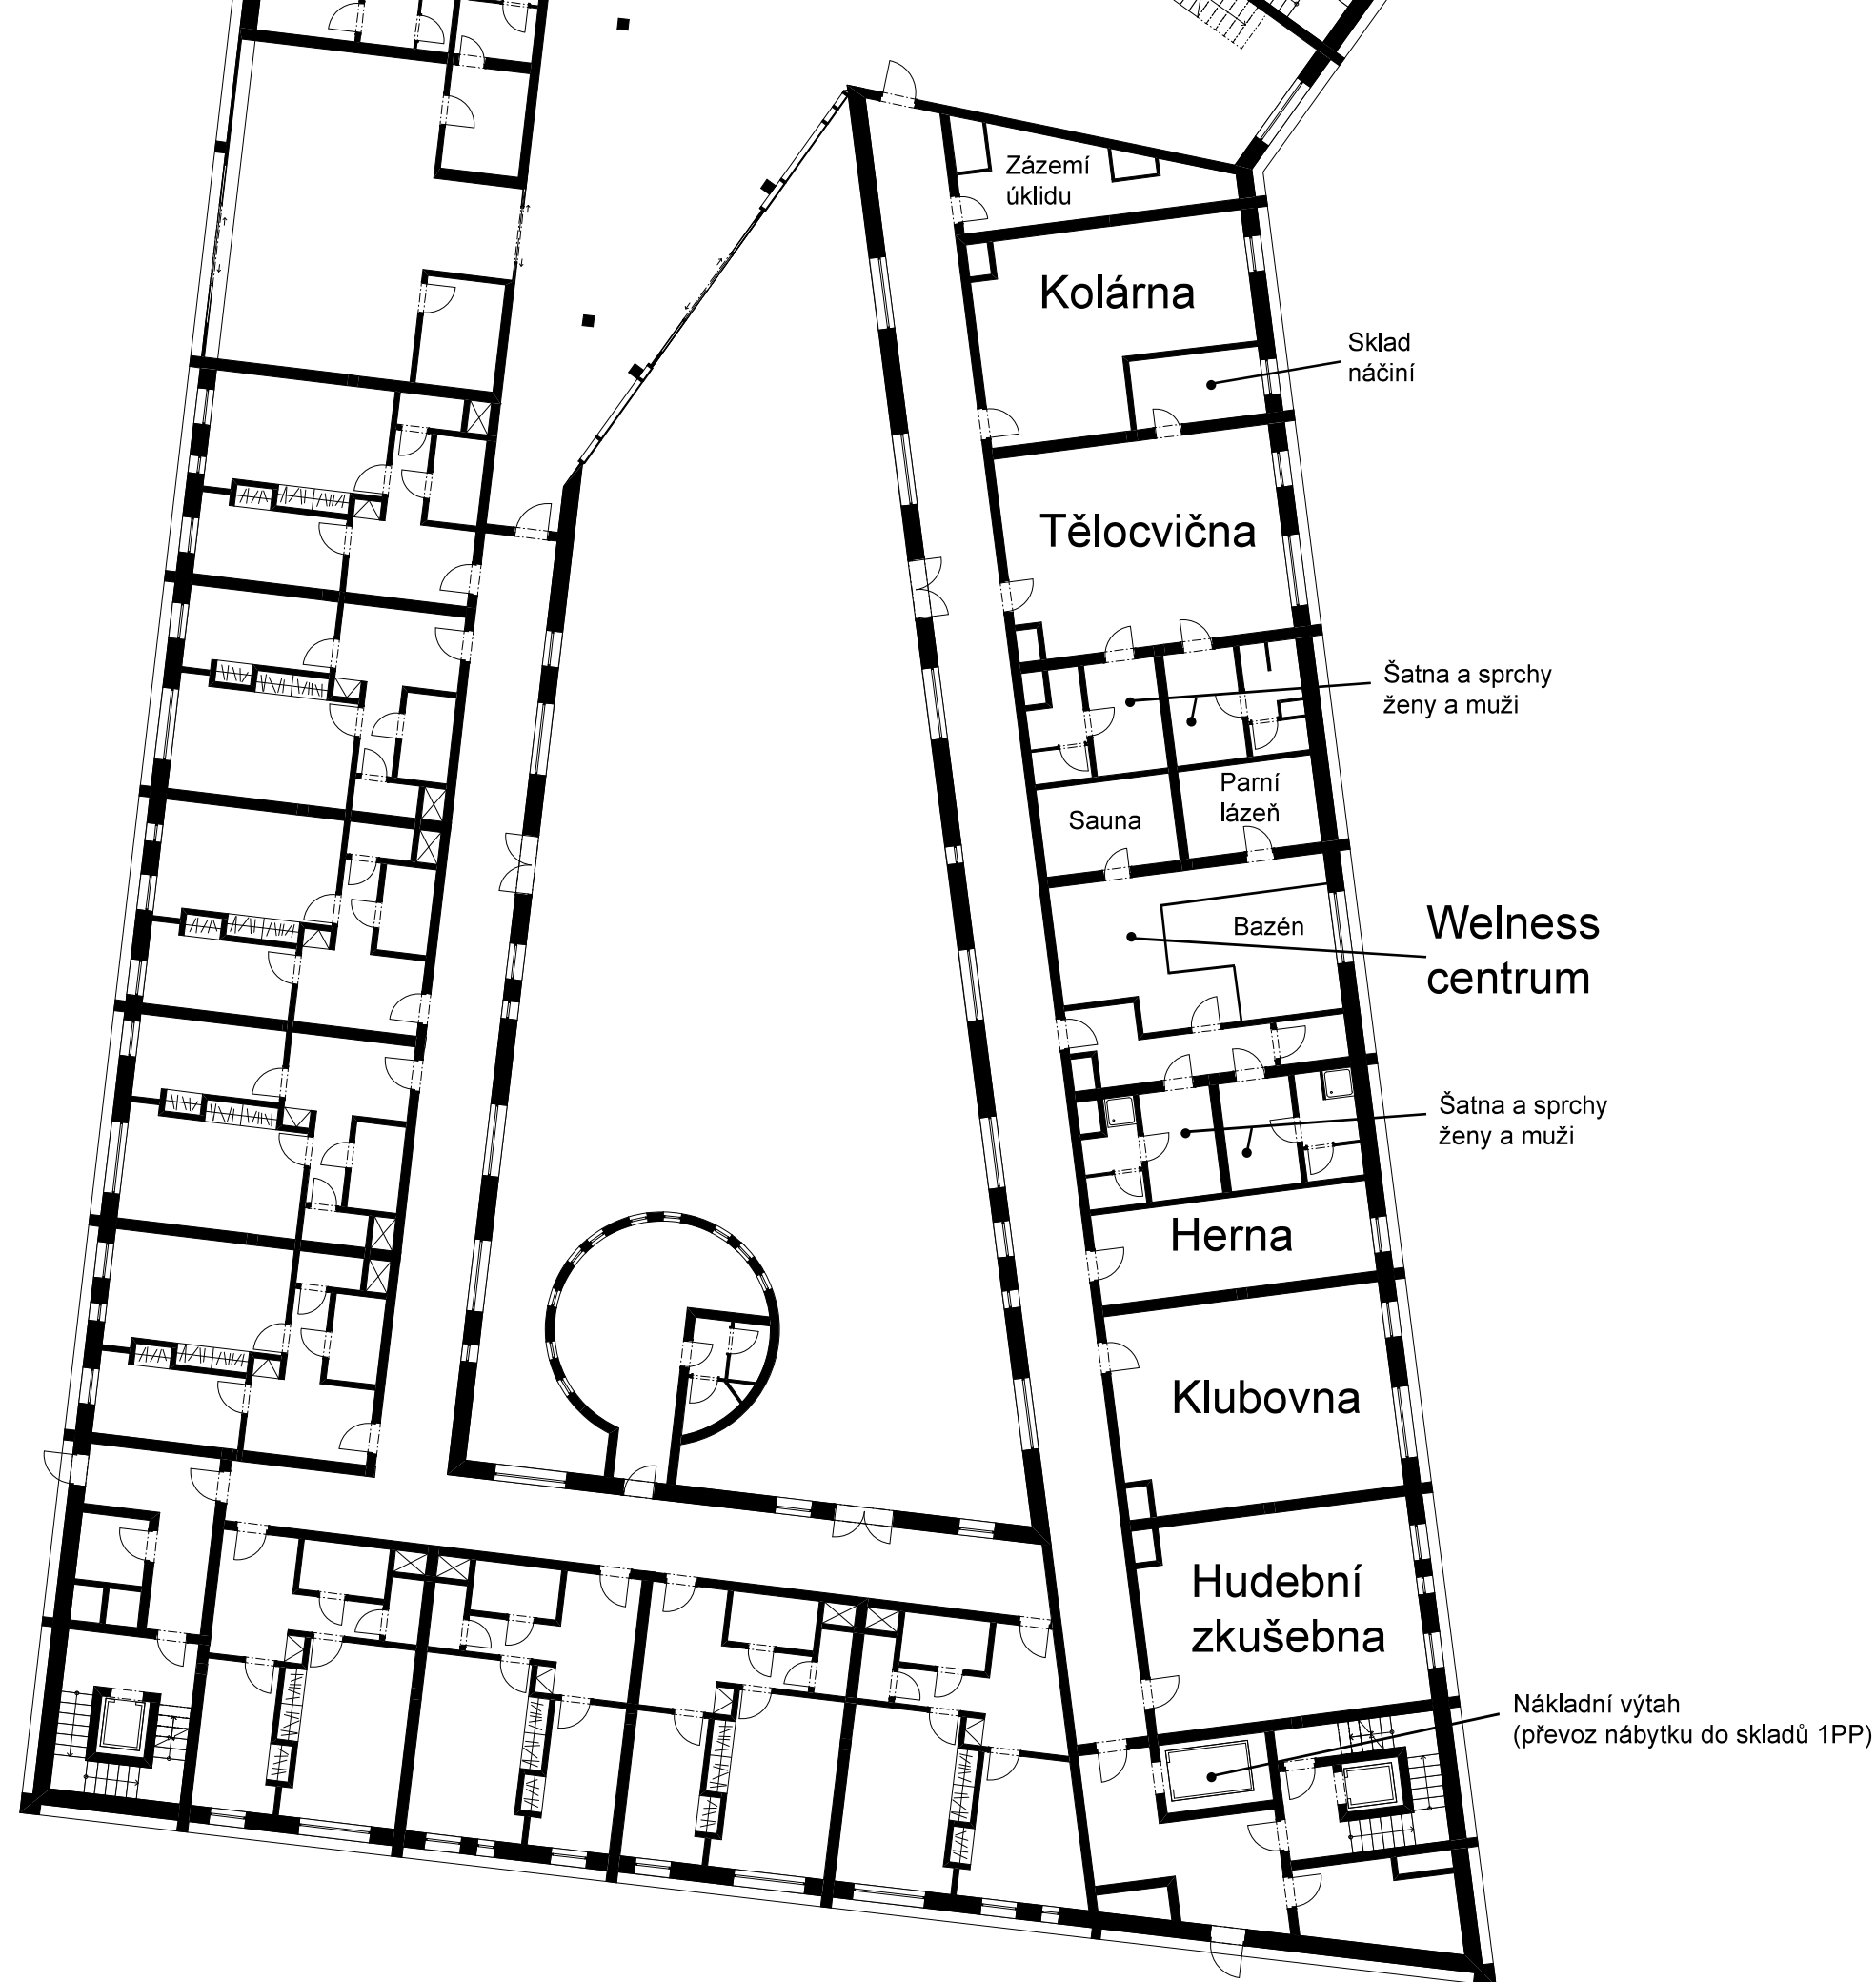 Zázemí
úklidu
Kolárna
Sklad
náčiní
Tělocvična
Šatna a sprchy
ženy a muži
Parní
lázeň
Sauna
Bazén
Welness
centrum
Šatna a sprchy
ženy a muži
Herna
Klubovna
Hudební
zkušebna
Nákladní výtah
(převoz nábytku do skladů 1PP)